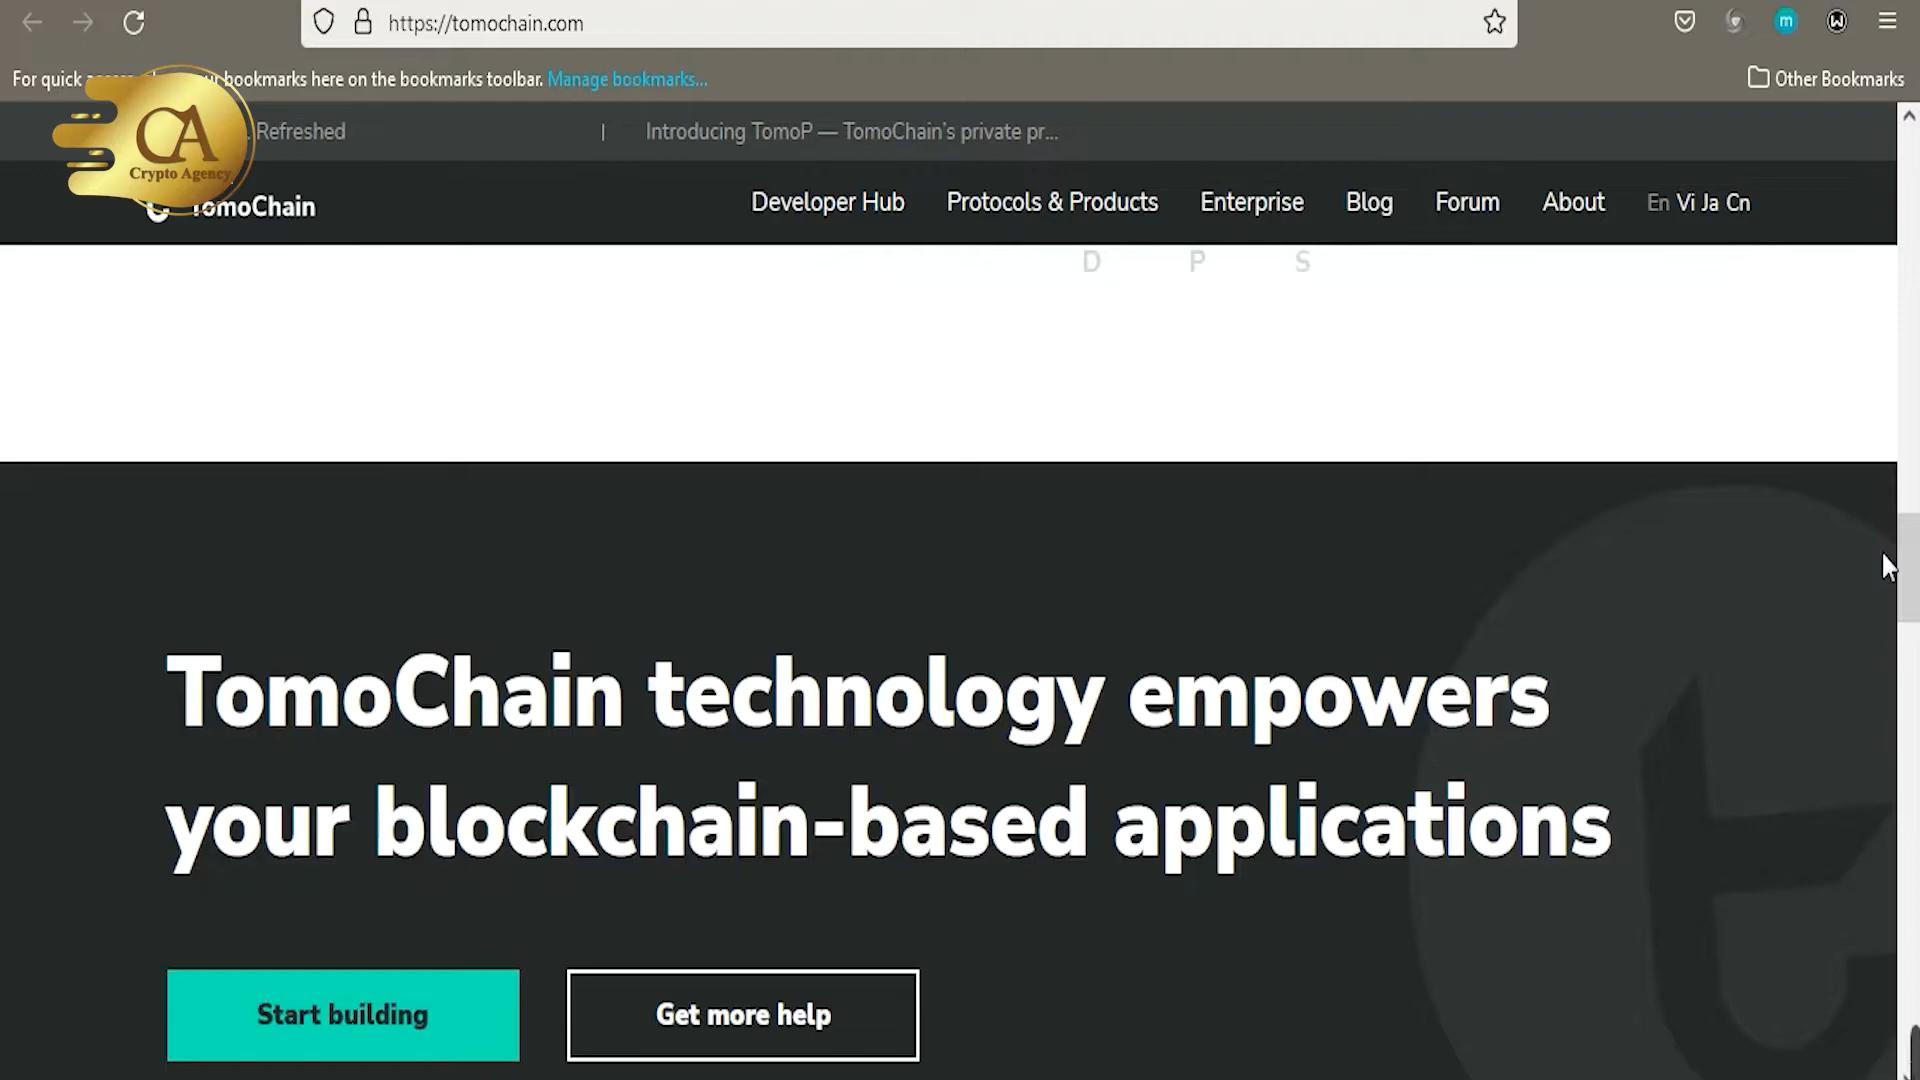 https://tomochain.com
m
For quick bookmarks here on the bookmarks toolbar. Manage bookmarks...
Other Bookmarks
CA
Crypto Agency
. Refreshed
| Introducing TomoP — TomoChain's private pr...
TomoChain
Developer Hub Protocols & Products Enterprise Blog Forum About En Vi Ja Cn
D P S
TomoChain technology empowers
your blockchain-based applications
Start building
Get more help